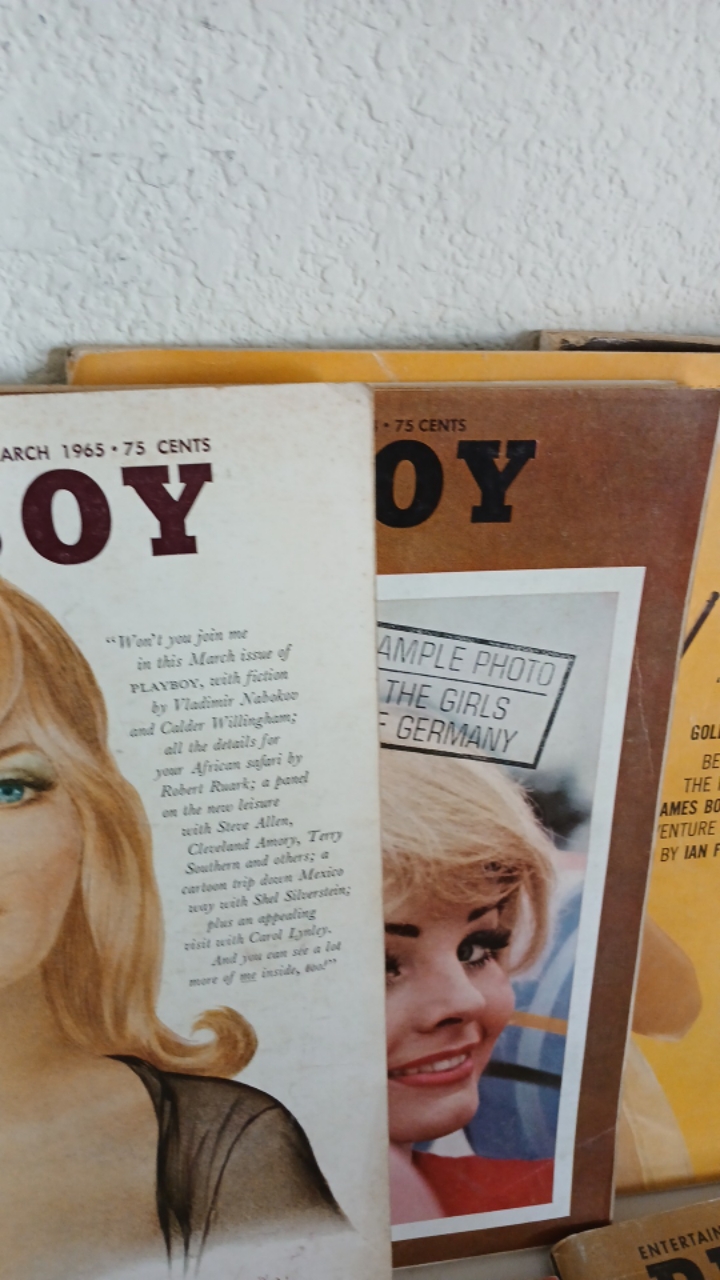 ARCH 1965 • 75 CENTS
OY
"Won't you join me
in this March issue of
PLAYBOY, with fiction
by Vladimir Nabokov
and Calder Willingham;
all the details for
your African safari by
Robert Ruark; a panel
on the new leisure
with Steve Allen,
Cleveland Amory, Terry
Southern and others; a
cartoon trip down Mexico
way with Shel Silverstein;
plus an appealing
visit with Carol Lynley.
And you can see a lot
more of me inside, too!"
• 75 CENTS
OY
AMPLE PHOTO
THE GIRLS
F GERMANY
GOL
BE
THE
AMES BO
ENTURE
BY IAN F
ENTERTAIN